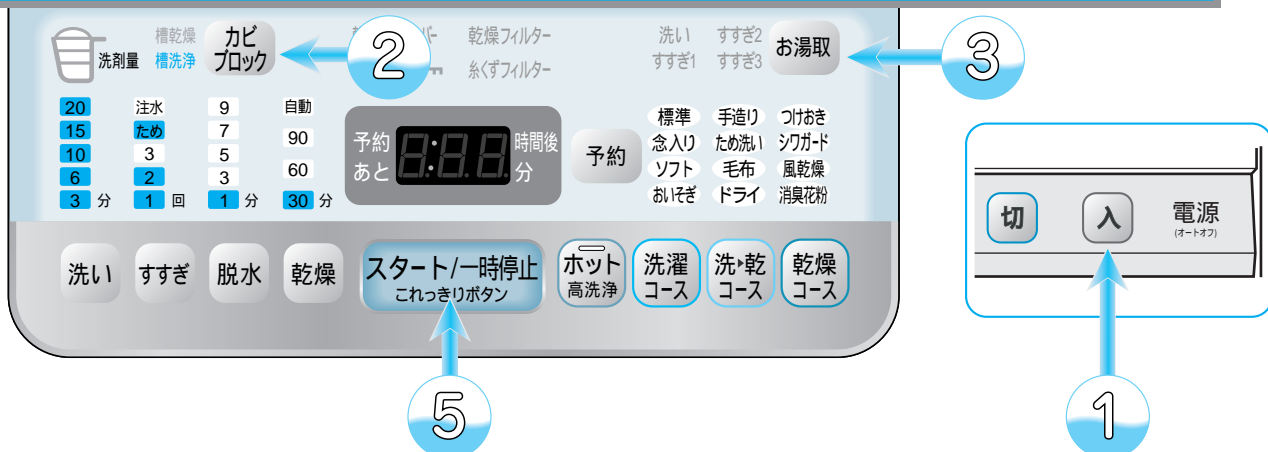 槽乾燥
洗剤量 槽洗浄
カビ
ブロック
2
乾燥フィルター
糸くずフィルター
洗い すすぎ2
すすぎ1 すすぎ3
お湯取
3
20 注水 9 自動
15 ため 7 90
10 3 5 60
6 2 3
3 分 1 回 1 分 30 分
予約 8:88 時間後
あと 分
予約
標準 手造り つけおき
念入り ため洗い シワガード
ソフト 毛布 風乾燥
おいそぎ ドライ 消臭花粉
洗い すすぎ 脱水 乾燥
スタート/一時停止
これっきりボタン
ホット
高洗浄
洗濯
コース
洗▸乾
コース
乾燥
コース
切 入 電源
(オートオフ)
5
1